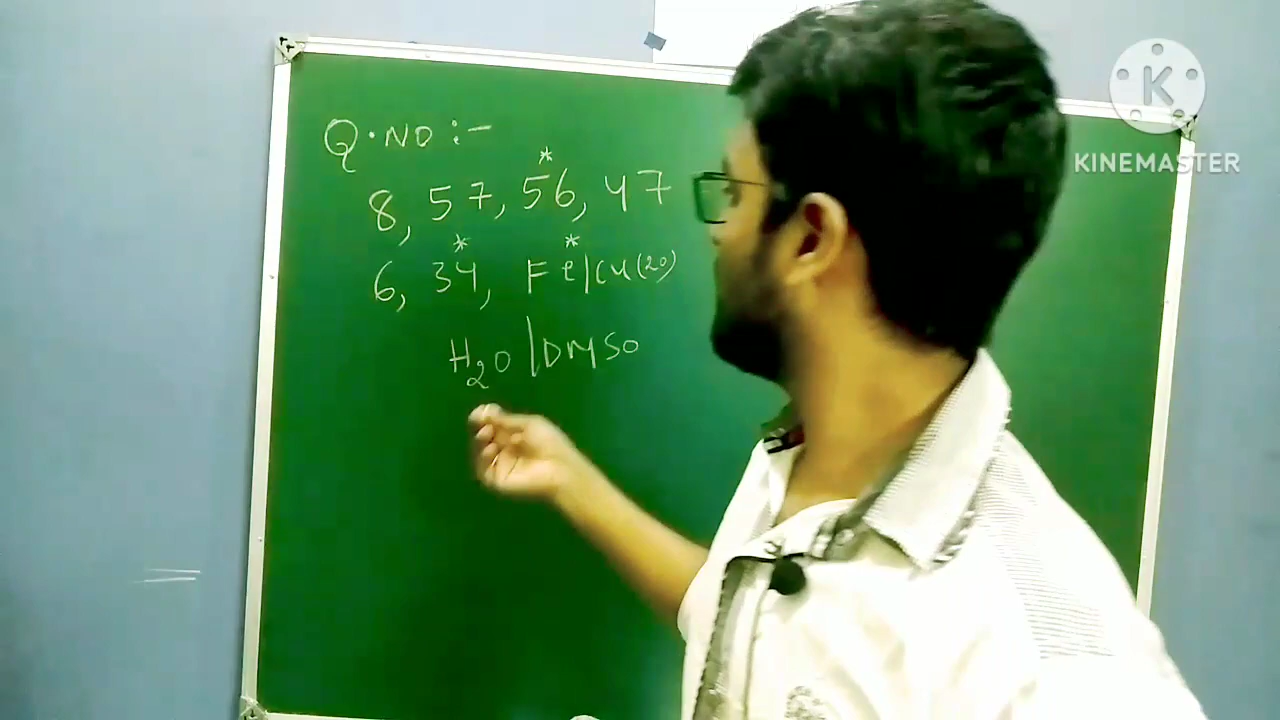 Q.NO :-
8, 57, 56*, 47
6, 34*, Fe*/Cu(20)
H₂O / DMSO
K
KINEMASTER